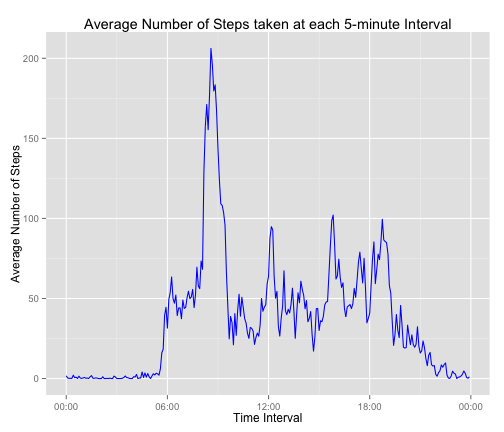 Average Number of Steps taken at each 5-minute Interval
200
150
100
50
0
Average Number of Steps
00:00 06:00 12:00 18:00 00:00
Time Interval